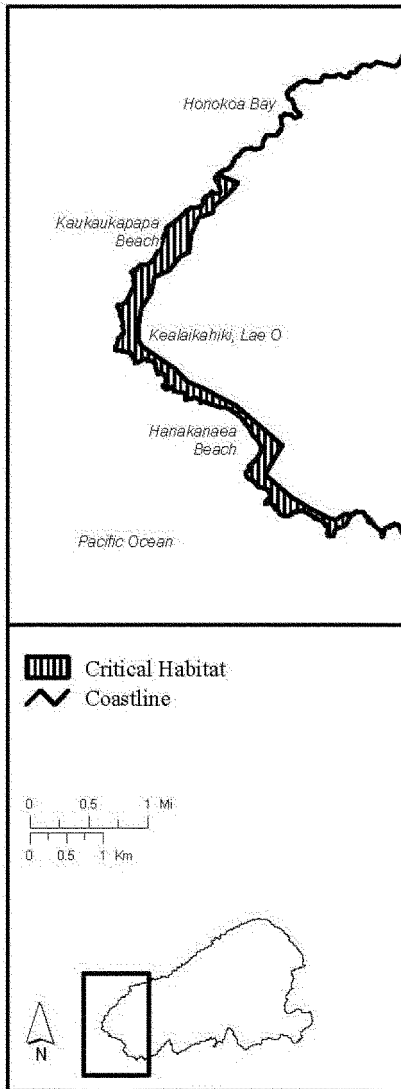 Honokoa Bay
Kaukaukapapa
Beach
Kealaikahiki, Lae O
Hanakanaea
Beach
Pacific Ocean
Critical Habitat
Coastline
0 0.5 1 Mi
0 0.5 1 Km
N